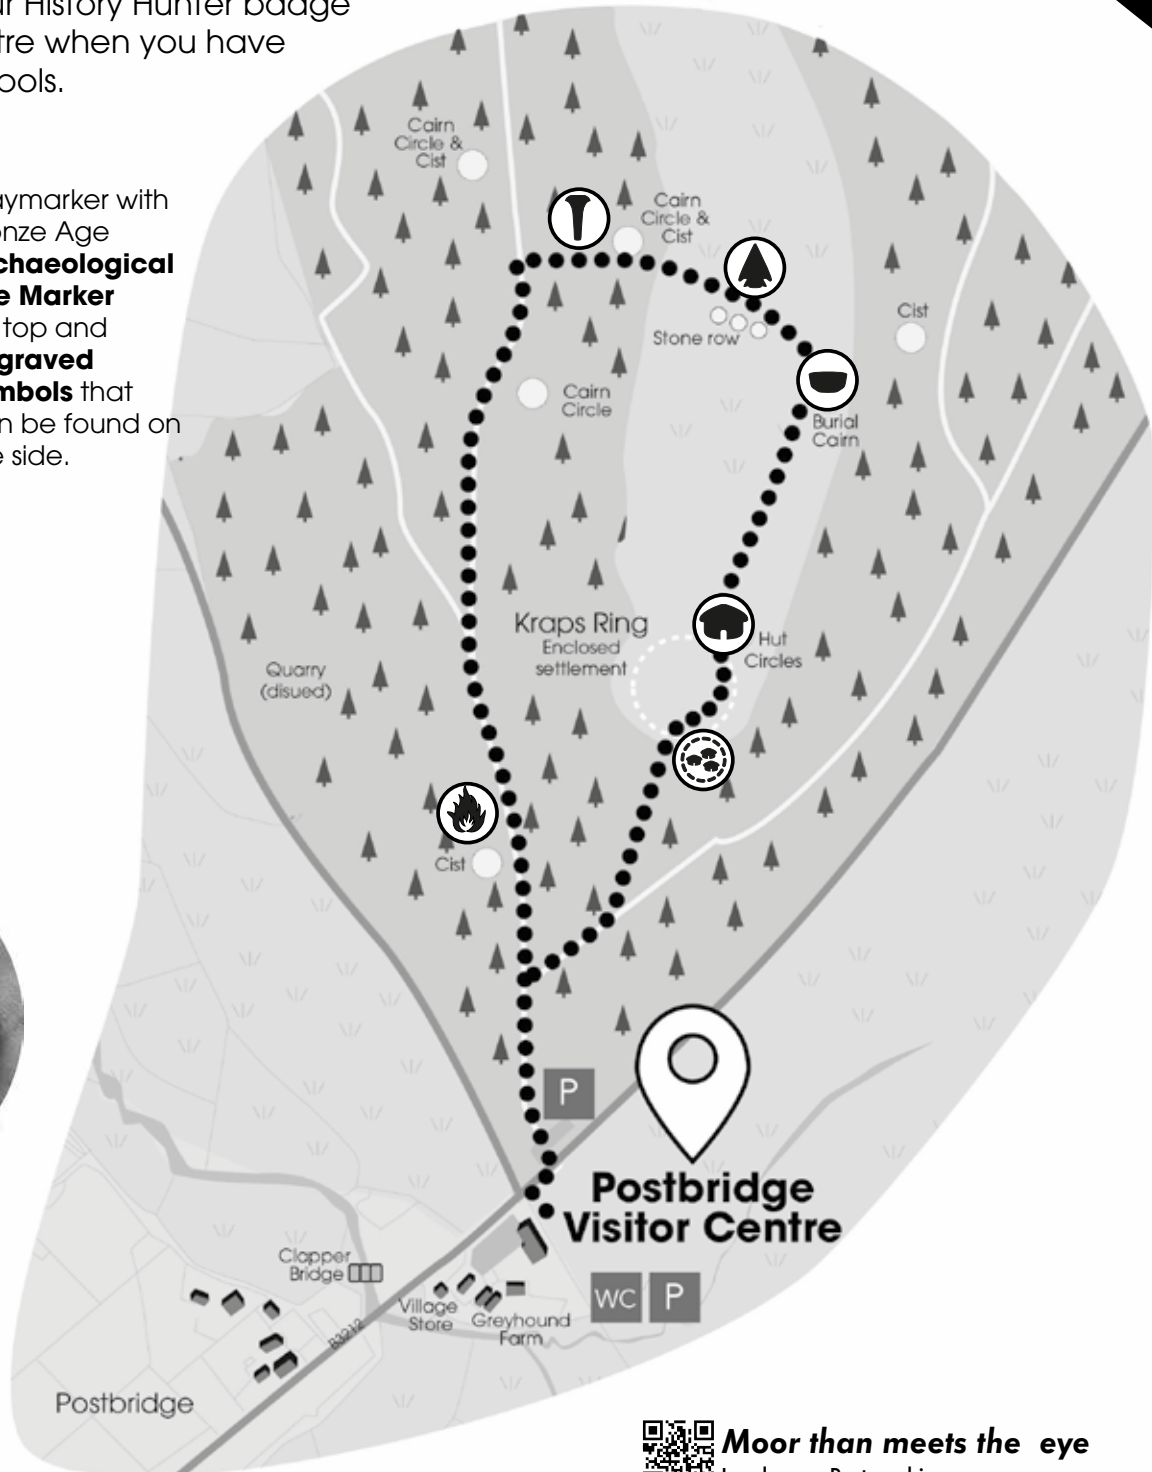 ur History Hunter badge
tre when you have
ools.
aymarker with
onze Age
chaeological
e Marker
top and
graved
mbols that
n be found on
e side.
Cairn
Circle &
Cist
Cairn
Circle &
Cist
Stone row
Cist
Cairn
Circle
Burial
Cairn
Kraps Ring
Enclosed
settlement
Hut
Circles
Quarry
(disued)
Cist
P
Postbridge
Visitor Centre
WC P
Clapper
Bridge
Village
Store
Greyhound
Farm
B3212
Postbridge
Moor than meets the eye